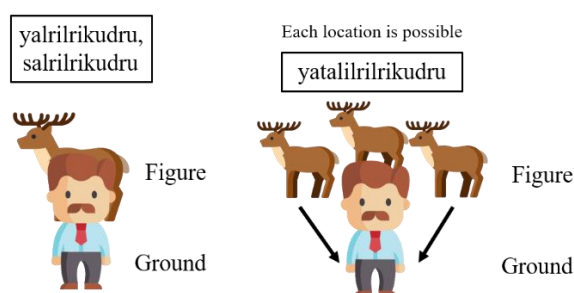 yalrilrikudru,
salrilrikudru
Figure
Ground
Each location is possible
yatalilrilrikudru
Figure
Ground